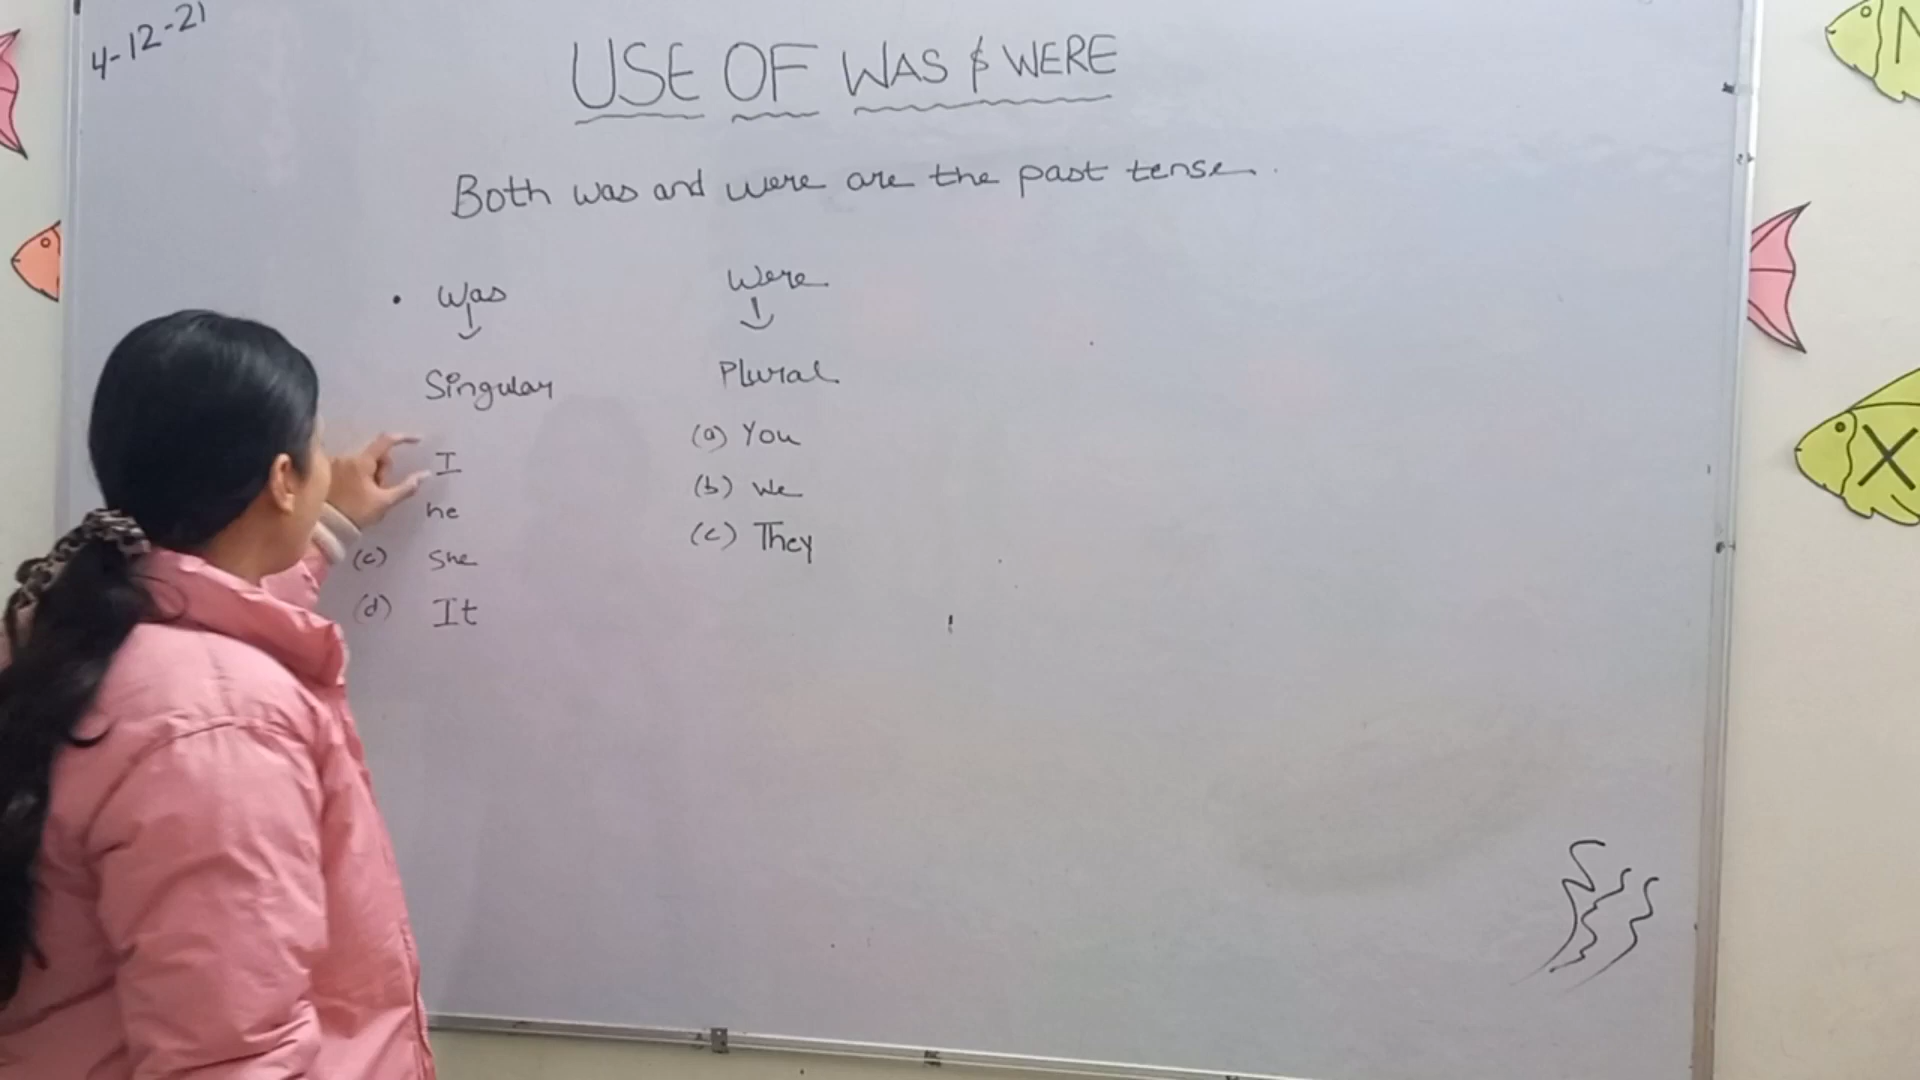 4-12-21
USE OF WAS & WERE
Both was and were are the past tense.
• Was
Were
Singular
Plural
I
(a) You
he
(b) We
(c) She
(c) They
(d) It
X